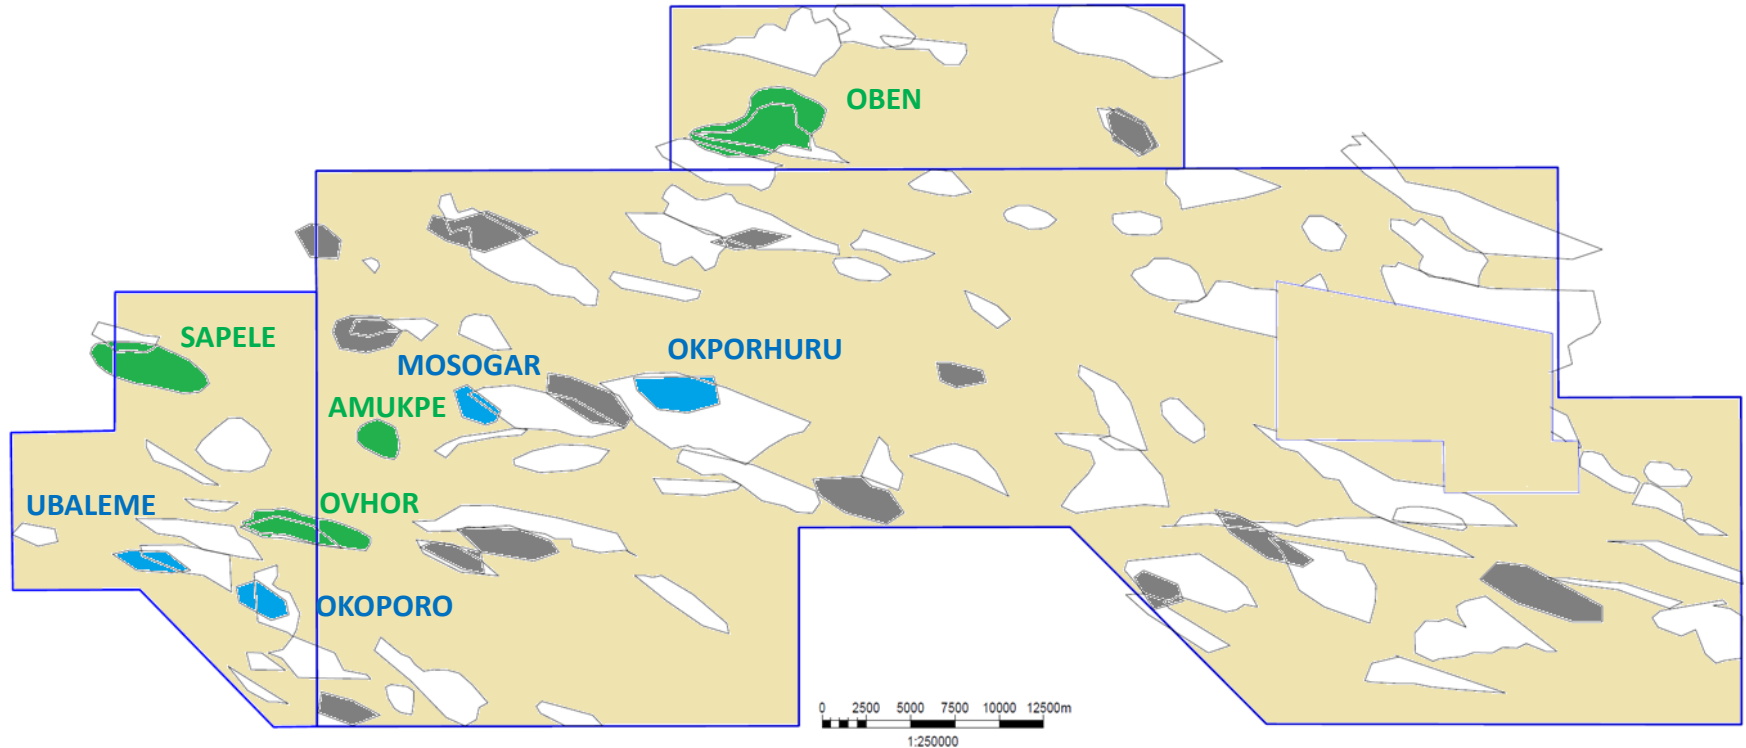 OBEN
SAPELE
OKPORHURU
MOSOGAR
AMUKPE
UBALEME
OVHOR
OKOPORO
0 2500 5000 7500 10000 12500m
1:250000